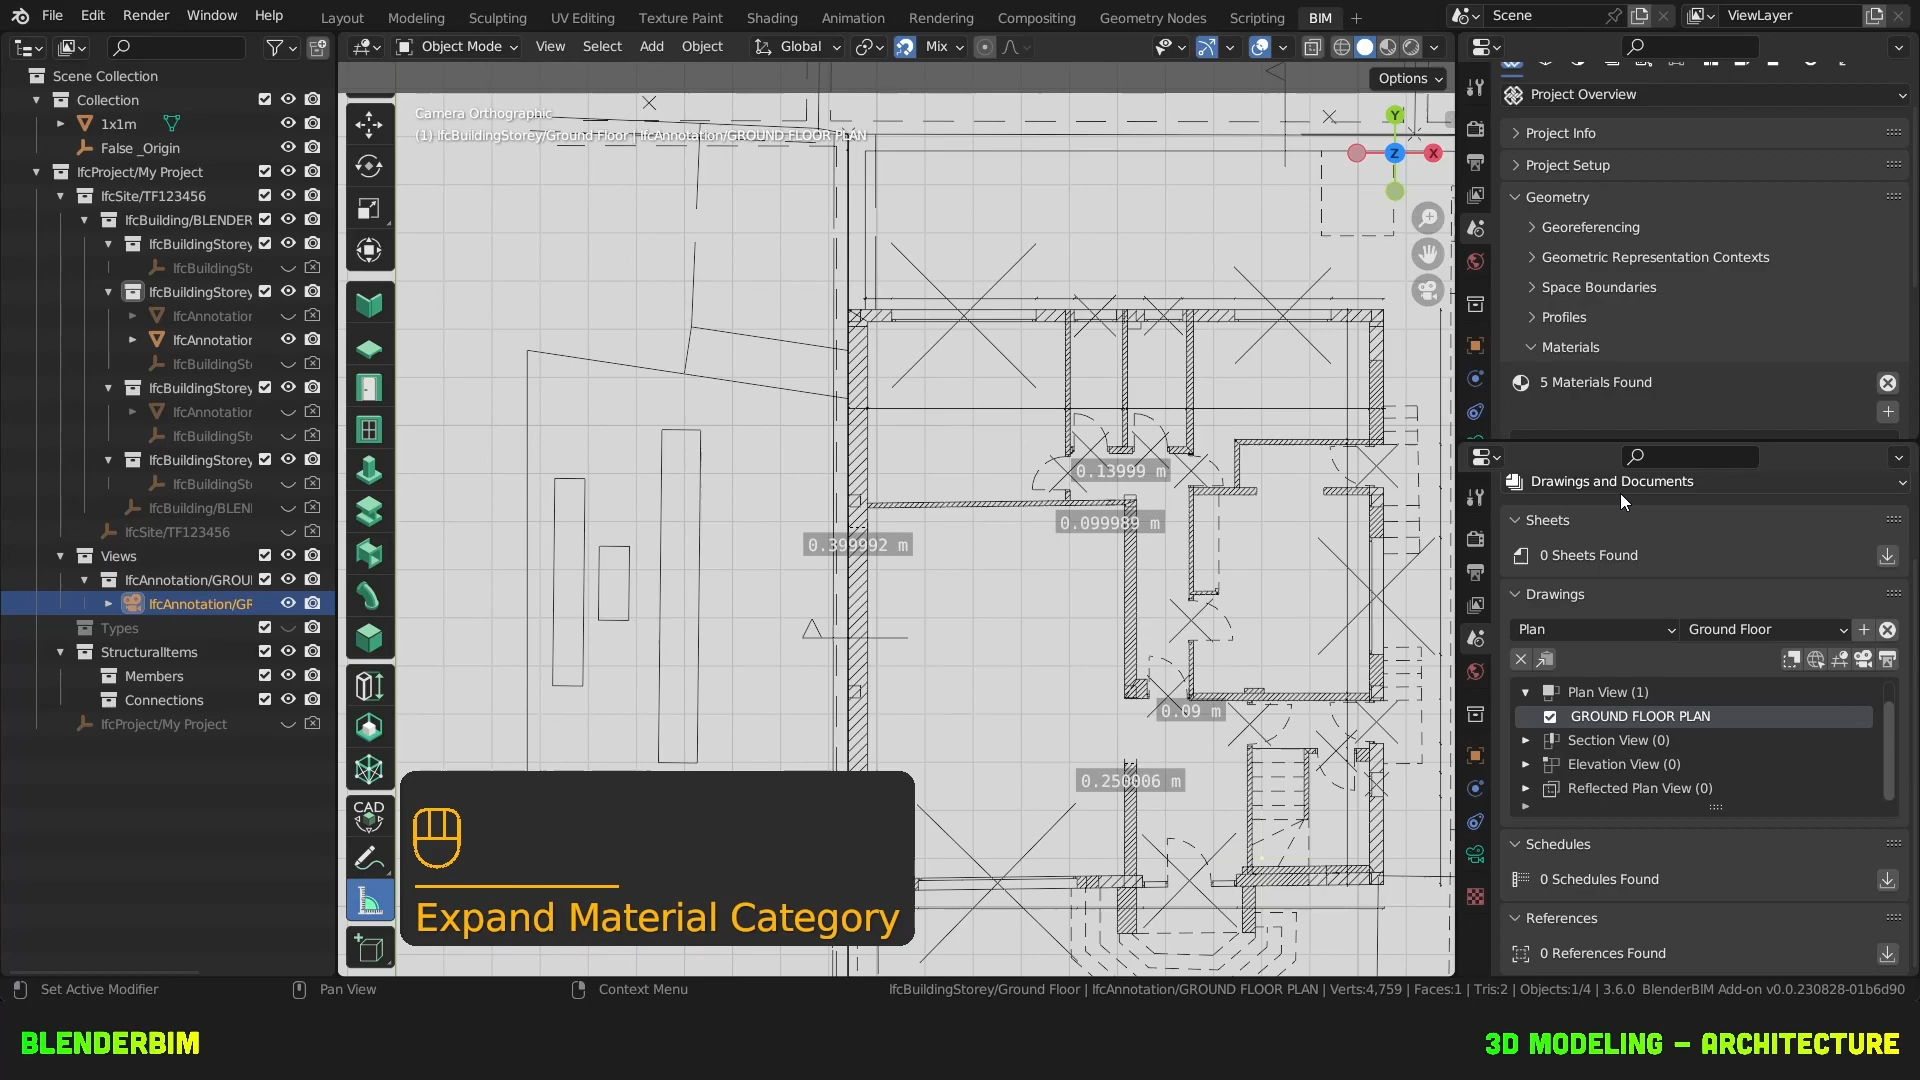 File Edit Render Window Help
Layout Modeling Sculpting UV Editing Texture Paint Shading Animation Rendering Compositing Geometry Nodes Scripting BIM
Scene
ViewLayer
Object Mode View Select Add Object
Global
Mix
Options
Scene Collection
Collection
1x1m
False _Origin
IfcProject/My Project
IfcSite/TF123456
IfcBuilding/BLENDER
IfcBuildingStorey
IfcBuildingSt
IfcBuildingStorey
IfcAnnotation
IfcAnnotation
IfcBuildingSt
IfcBuildingStorey
IfcAnnotation
IfcBuildingSt
IfcBuildingStorey
IfcBuildingSt
IfcBuilding/BLEN
IfcSite/TF123456
Views
IfcAnnotation/GROU
IfcAnnotation/GR
Types
StructuralItems
Members
Connections
IfcProject/My Project
Camera Orthographic
(1) IfcBuildingStorey/Ground Floor | IfcAnnotation/GROUND FLOOR PLAN
Y
Z
X
CAD
0.13999 m
0.099989 m
0.399992 m
0.09 m
0.250006 m
Expand Material Category
Project Overview
Project Info
Project Setup
Geometry
Georeferencing
Geometric Representation Contexts
Space Boundaries
Profiles
Materials
5 Materials Found
Drawings and Documents
Sheets
0 Sheets Found
Drawings
Plan
Ground Floor
Plan View (1)
GROUND FLOOR PLAN
Section View (0)
Elevation View (0)
Reflected Plan View (0)
Schedules
0 Schedules Found
References
0 References Found
Set Active Modifier
Pan View
Context Menu
IfcBuildingStorey/Ground Floor | IfcAnnotation/GROUND FLOOR PLAN | Verts:4,759 | Faces:1 | Tris:2 | Objects:1/4 | 3.6.0 BlenderBIM Add-on v0.0.230828-01b6d90
BLENDERBIM
3D MODELING - ARCHITECTURE